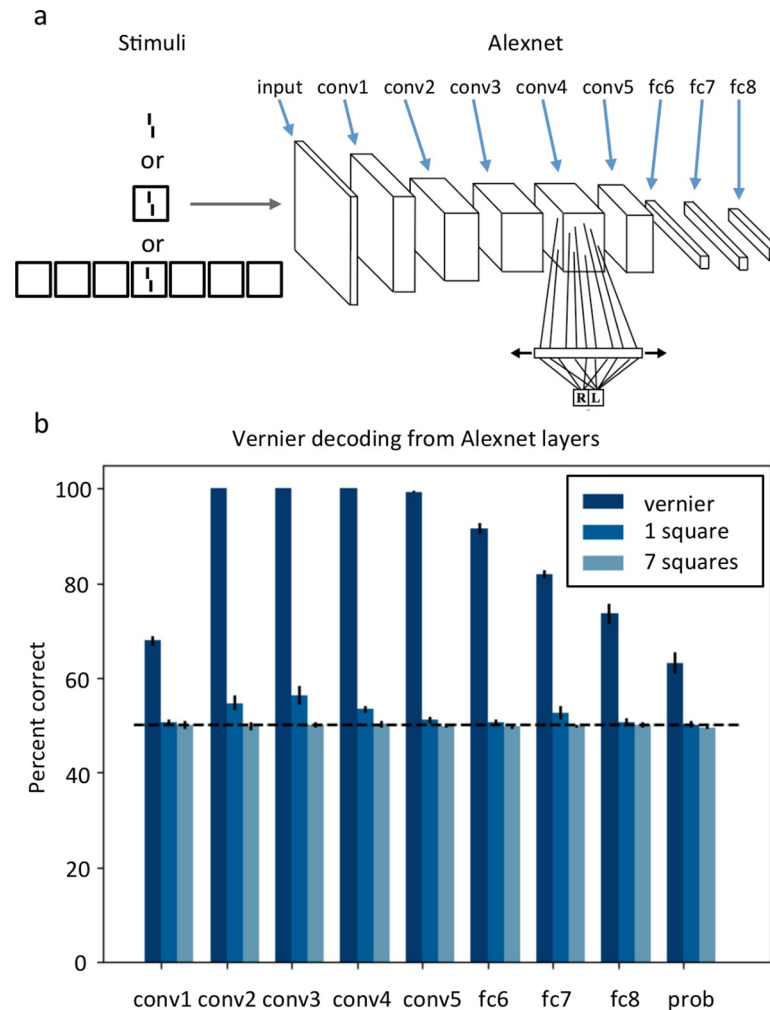 a
Stimuli Alexnet
input conv1 conv2 conv3 conv4 conv5 fc6 fc7 fc8
or
or
R L
b
Vernier decoding from Alexnet layers
vernier
1 square
7 squares
Percent correct
100
80
60
40
20
0
conv1 conv2 conv3 conv4 conv5 fc6 fc7 fc8 prob